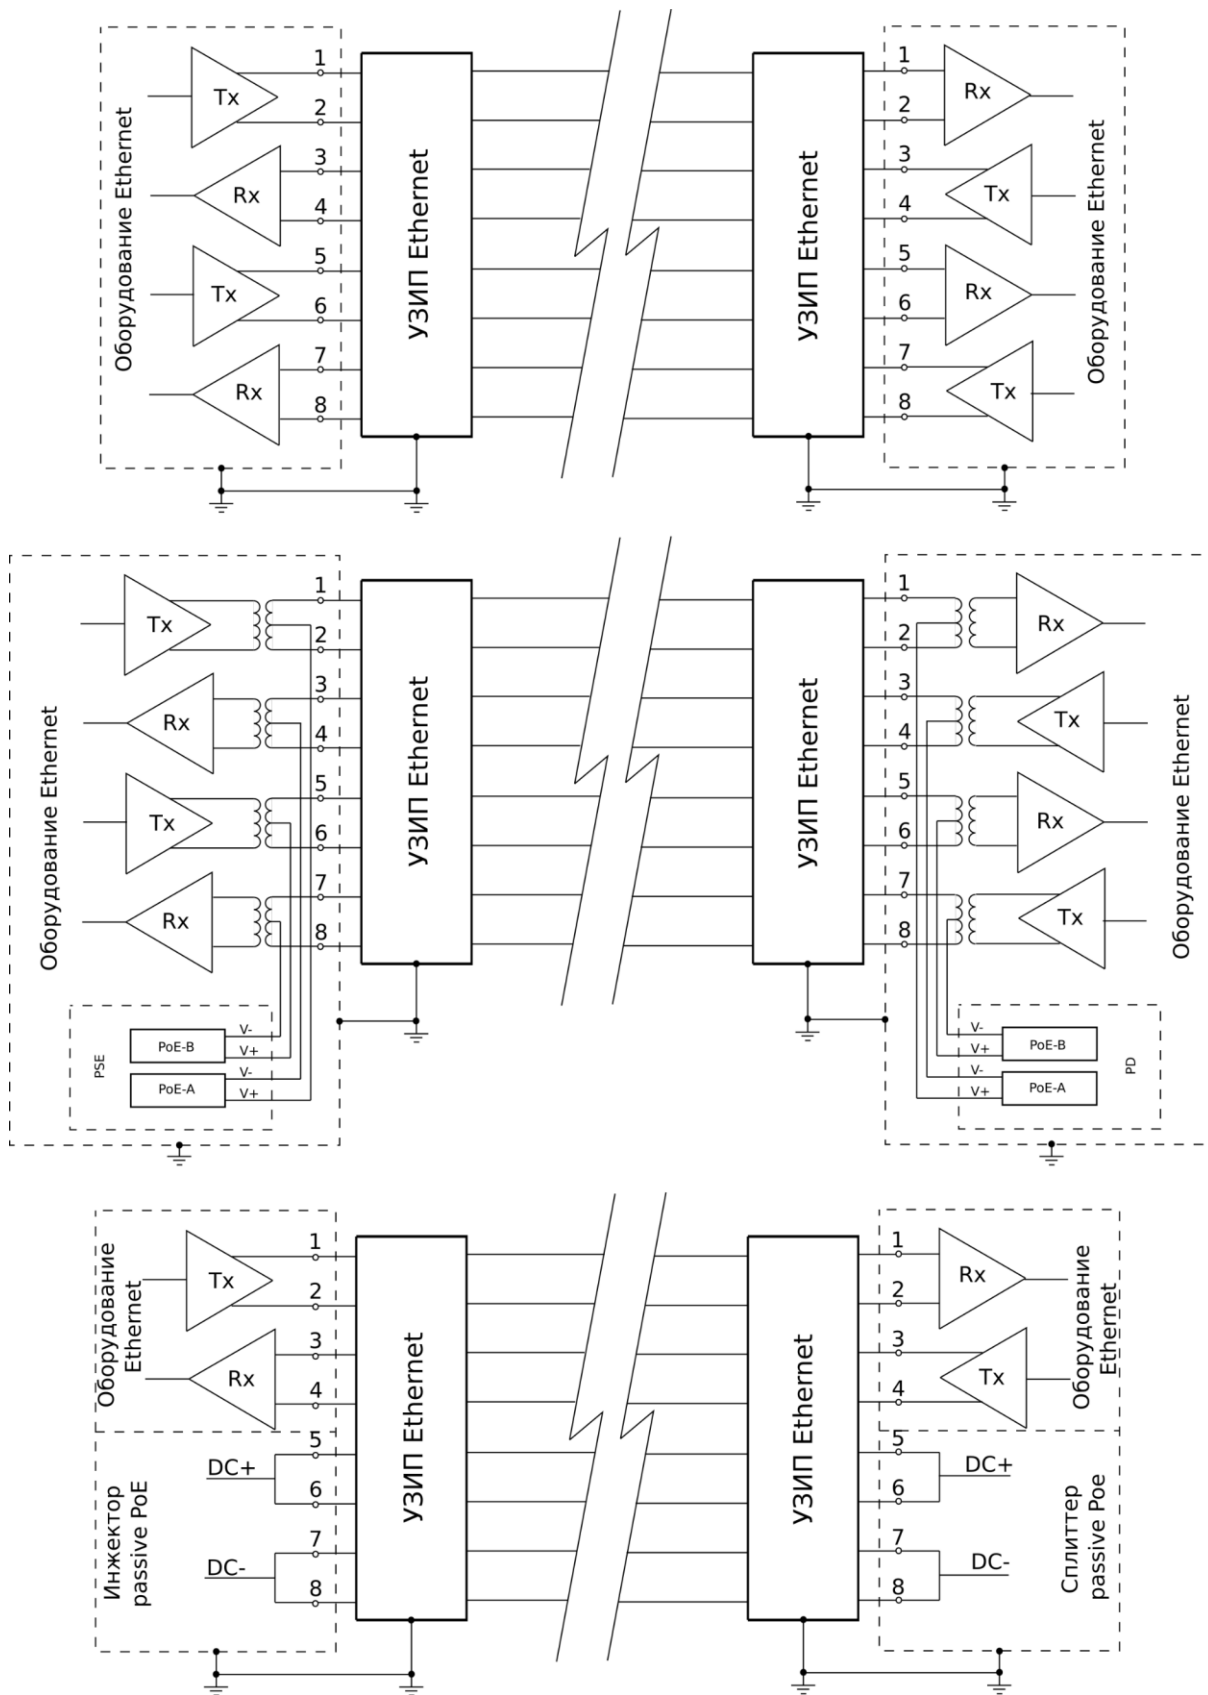 Оборудование Ethernet
Tx
Rx
Tx
Rx
1
2
3
4
5
6
7
8
УЗИП Ethernet
УЗИП Ethernet
1
2
3
4
5
6
7
8
Rx
Tx
Rx
Tx
Оборудование Ethernet
Оборудование Ethernet
Tx
Rx
Tx
Rx
1
2
3
4
5
6
7
8
PSE
PoE-B
V-
V+
PoE-A
V-
V+
УЗИП Ethernet
УЗИП Ethernet
1
2
3
4
5
6
7
8
Rx
Tx
Rx
Tx
Оборудование Ethernet
V-
V+
PoE-B
V-
V+
PoE-A
PD
Оборудование
Ethernet
Tx
Rx
1
2
3
4
Инжектор
passive PoE
DC+
DC-
5
6
7
8
УЗИП Ethernet
УЗИП Ethernet
1
2
3
4
Rx
Tx
Оборудование
Ethernet
5
6
7
8
DC+
DC-
Сплиттер
passive Poe